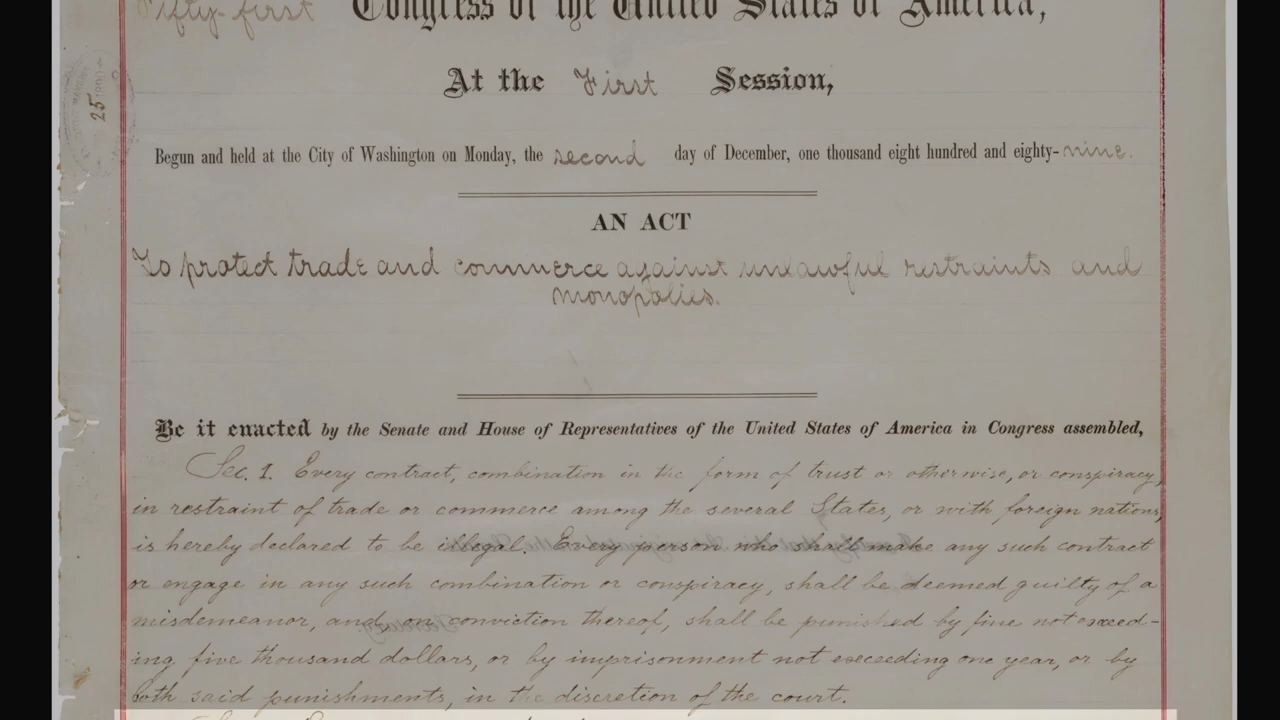 Fifty-first Congress of the United States of America,
At the First Session,
25
Begun and held at the City of Washington on Monday, the second day of December, one thousand eight hundred and eighty-nine.
AN ACT
To protect trade and commerce against unlawful restraints and
monopolies.
Be it enacted by the Senate and House of Representatives of the United States of America in Congress assembled,
Sec. 1. Every contract, combination in the form of trust or otherwise, or conspiracy,
in restraint of trade or commerce among the several States, or with foreign nations,
is hereby declared to be illegal. Every person who shall make any such contract
or engage in any such combination or conspiracy, shall be deemed guilty of a
misdemeanor, and, on conviction thereof, shall be punished by fine not exceed-
ing five thousand dollars, or by imprisonment not exceeding one year, or by
both said punishments, in the discretion of the court.